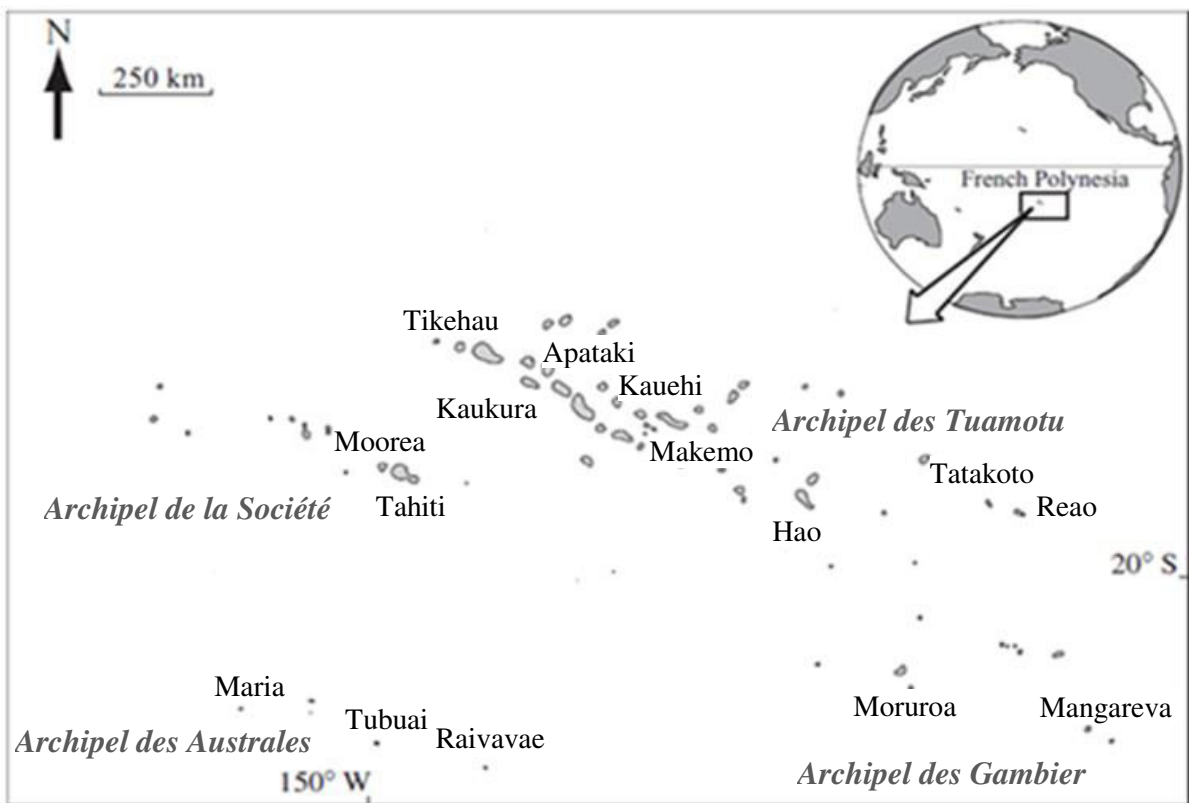 N
250 km
French Polynesia
Tikehau
Apataki
Kauehi
Kaukura
Archipel des Tuamotu
Moorea
Makemo
Tatakoto
Archipel de la Société
Tahiti
Reao
Hao
20° S
Maria
Moruroa
Mangareva
Tubuai
Archipel des Australes
Raivavae
150° W
Archipel des Gambier